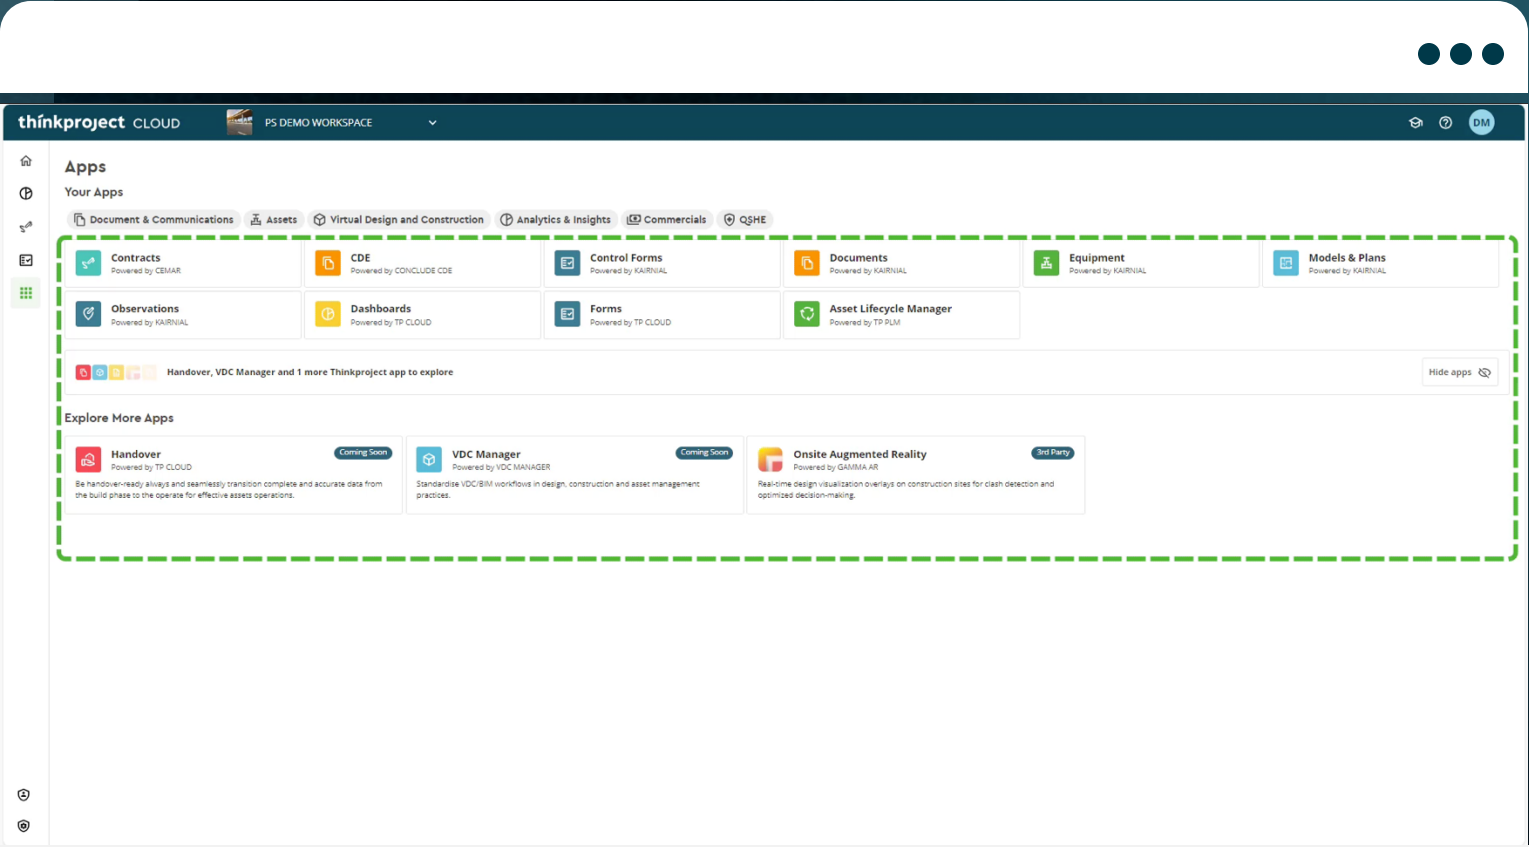 thinkproject CLOUD
PS DEMO WORKSPACE
DM
Apps
Your Apps
Document & Communications
Assets
Virtual Design and Construction
Analytics & Insights
Commercials
QSHE
Contracts
Powered by CEMAR
CDE
Powered by CONCLUDE CDE
Control Forms
Powered by KAIRNIAL
Documents
Powered by KAIRNIAL
Equipment
Powered by KAIRNIAL
Models & Plans
Powered by KAIRNIAL
Observations
Powered by KAIRNIAL
Dashboards
Powered by TP CLOUD
Forms
Powered by TP CLOUD
Asset Lifecycle Manager
Powered by TP PLM
Handover, VDC Manager and 1 more Thinkproject app to explore
Hide apps
Explore More Apps
Handover
Coming Soon
Powered by TP CLOUD
Be handover-ready always and seamlessly transition complete and accurate data from
the build phase to the operate for effective assets operations.
VDC Manager
Coming Soon
Powered by VDC MANAGER
Standardise VDC/BIM workflows in design, construction and asset management
practices.
Onsite Augmented Reality
3rd Party
Powered by GAMMA AR
Real-time design visualization overlays on construction sites for clash detection and
optimized decision-making.